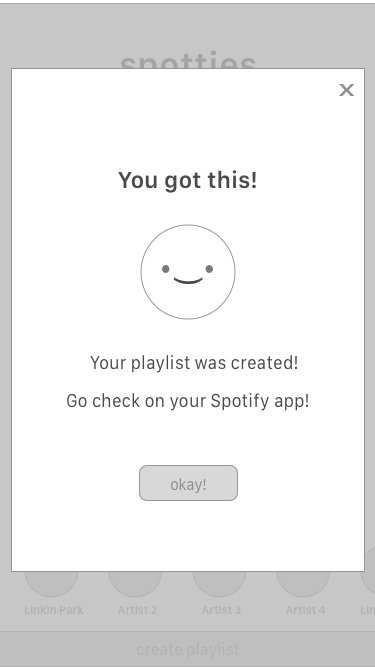 spotties
X
You got this!
Your playlist was created!
Go check on your Spotify app!
okay!
Linkin Park Artist 2 Artist 3 Artist 4 Lin
create playlist